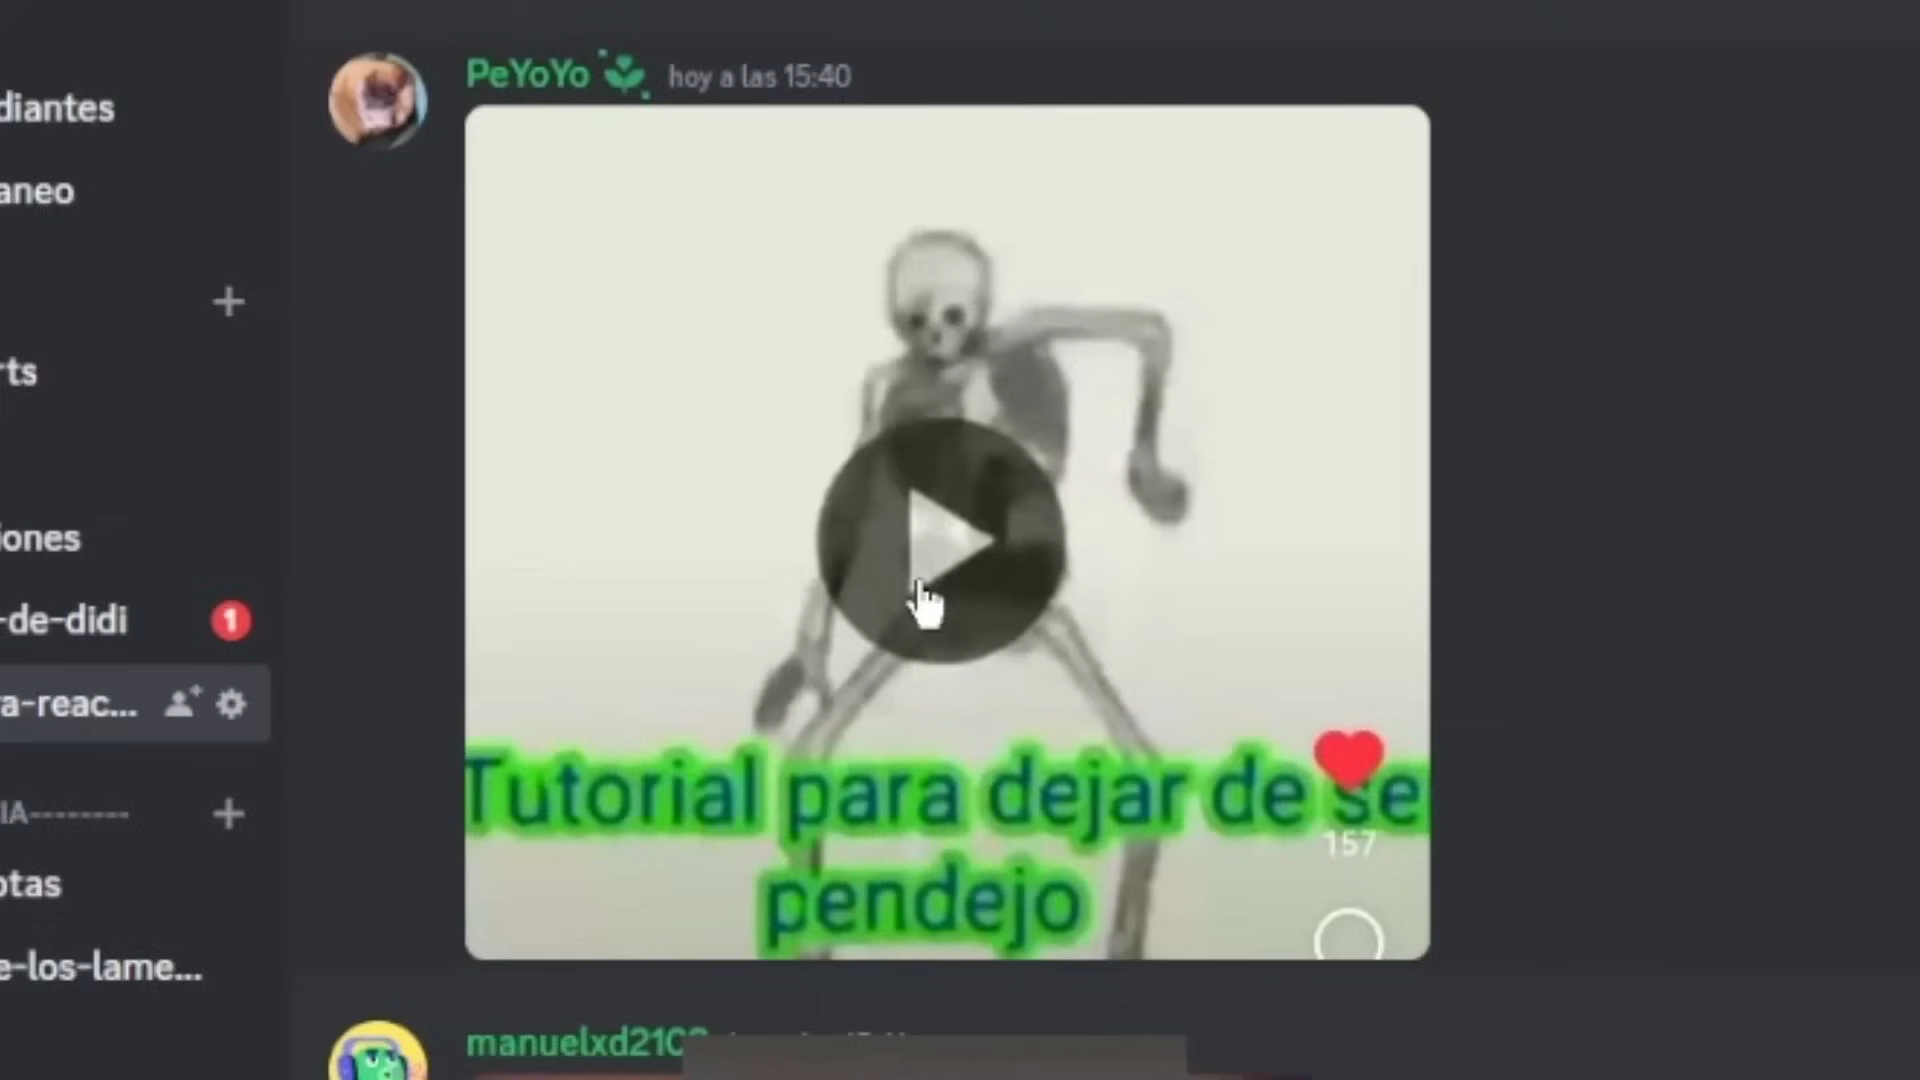 PeYoYo hoy a las 15:40
diantes
aneo
+
rts
iones
-de-didi 1
a-reac...
IA-------- +
otas
e-los-lame...
Tutorial para dejar de se
pendejo
157
manuelxd210